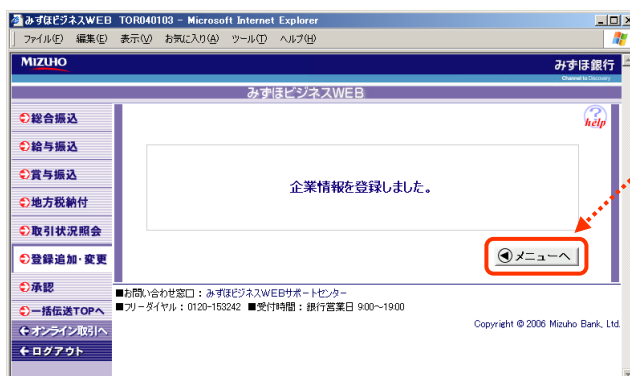 みずほビジネスWEB TOR040103 - Microsoft Internet Explorer
ファイル(F) 編集(E) 表示(V) お気に入り(A) ツール(T) ヘルプ(H)
MIZUHO
みずほ銀行
Channel to Discovery
みずほビジネスWEB
総合振込
給与振込
賞与振込
地方税納付
取引状況照会
登録追加・変更
承認
一括伝送TOPへ
オンライン取引へ
ログアウト
help
企業情報を登録しました。
メニューへ
■お問い合わせ窓口:みずほビジネスWEBサポートセンター
■フリーダイヤル:0120-153242 ■受付時間:銀行営業日 9:00~19:00
Copyright © 2006 Mizuho Bank, Ltd.